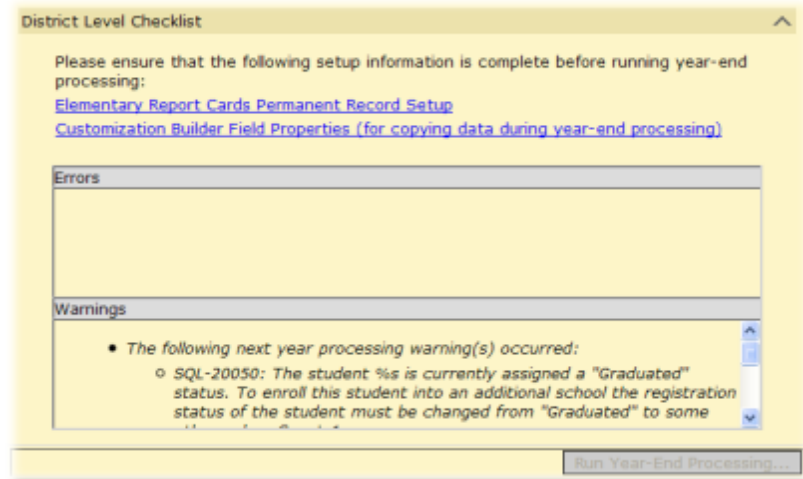 District Level Checklist
Please ensure that the following setup information is complete before running year-end
processing:
Elementary Report Cards Permanent Record Setup
Customization Builder Field Properties (for copying data during year-end processing)
Errors
Warnings
• The following next year processing warning(s) occurred:
○ SQL-20050: The student %s is currently assigned a "Graduated"
status. To enroll this student into an additional school the registration
status of the student must be changed from "Graduated" to some
Run Year-End Processing...